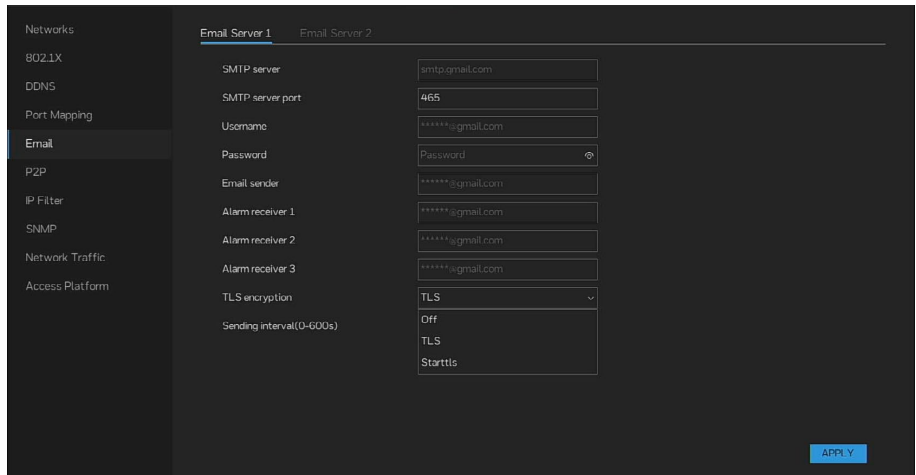 Networks
802.1X
DDNS
Port Mapping
Email
P2P
IP Filter
SNMP
Network Traffic
Access Platform
Email Server 1 Email Server 2
SMTP server smtp.gmail.com
SMTP server port 465
Username ******@gmail.com
Password Password
Email sender ******@gmail.com
Alarm receiver 1 ******@gmail.com
Alarm receiver 2 ******@gmail.com
Alarm receiver 3 ******@gmail.com
TLS encryption TLS
Sending interval(0-600s)
Off
TLS
Starttls
APPLY